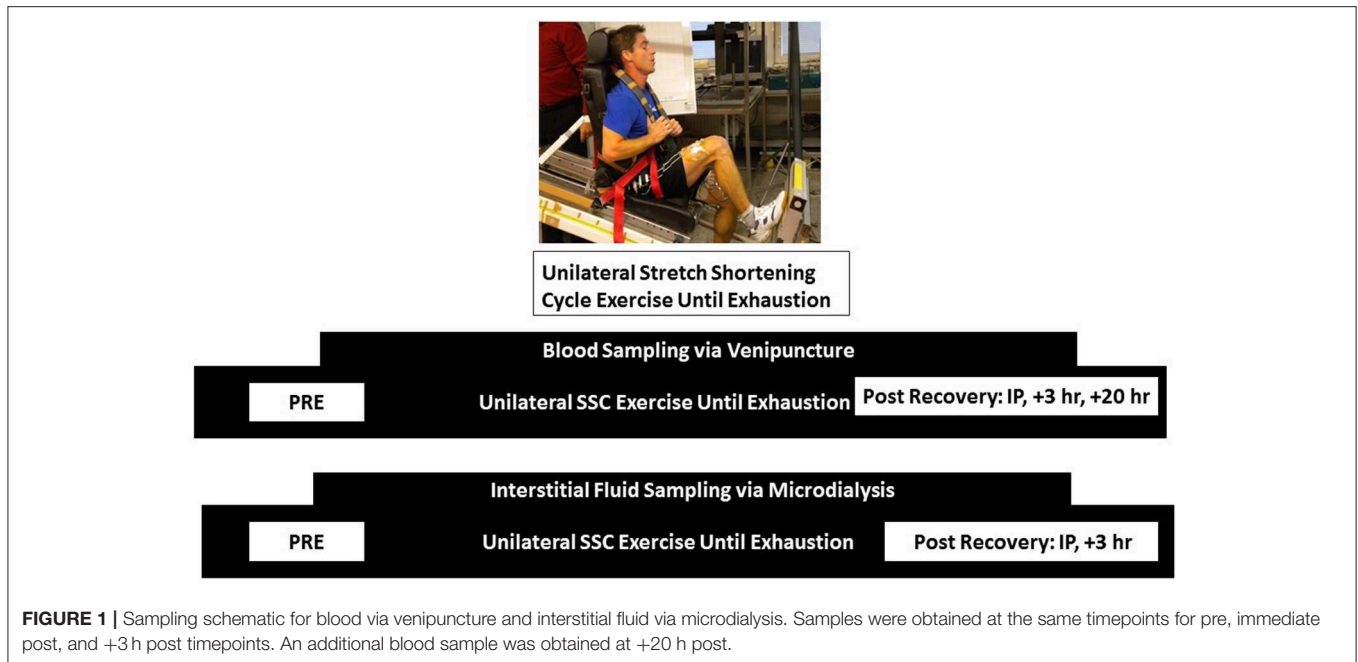 Unilateral Stretch Shortening
Cycle Exercise Until Exhaustion
Blood Sampling via Venipuncture
PRE
Unilateral SSC Exercise Until Exhaustion
Post Recovery: IP, +3 hr, +20 hr
Interstitial Fluid Sampling via Microdialysis
PRE
Unilateral SSC Exercise Until Exhaustion
Post Recovery: IP, +3 hr
FIGURE 1 | Sampling schematic for blood via venipuncture and interstitial fluid via microdialysis. Samples were obtained at the same timepoints for pre, immediate
post, and +3 h post timepoints. An additional blood sample was obtained at +20 h post.